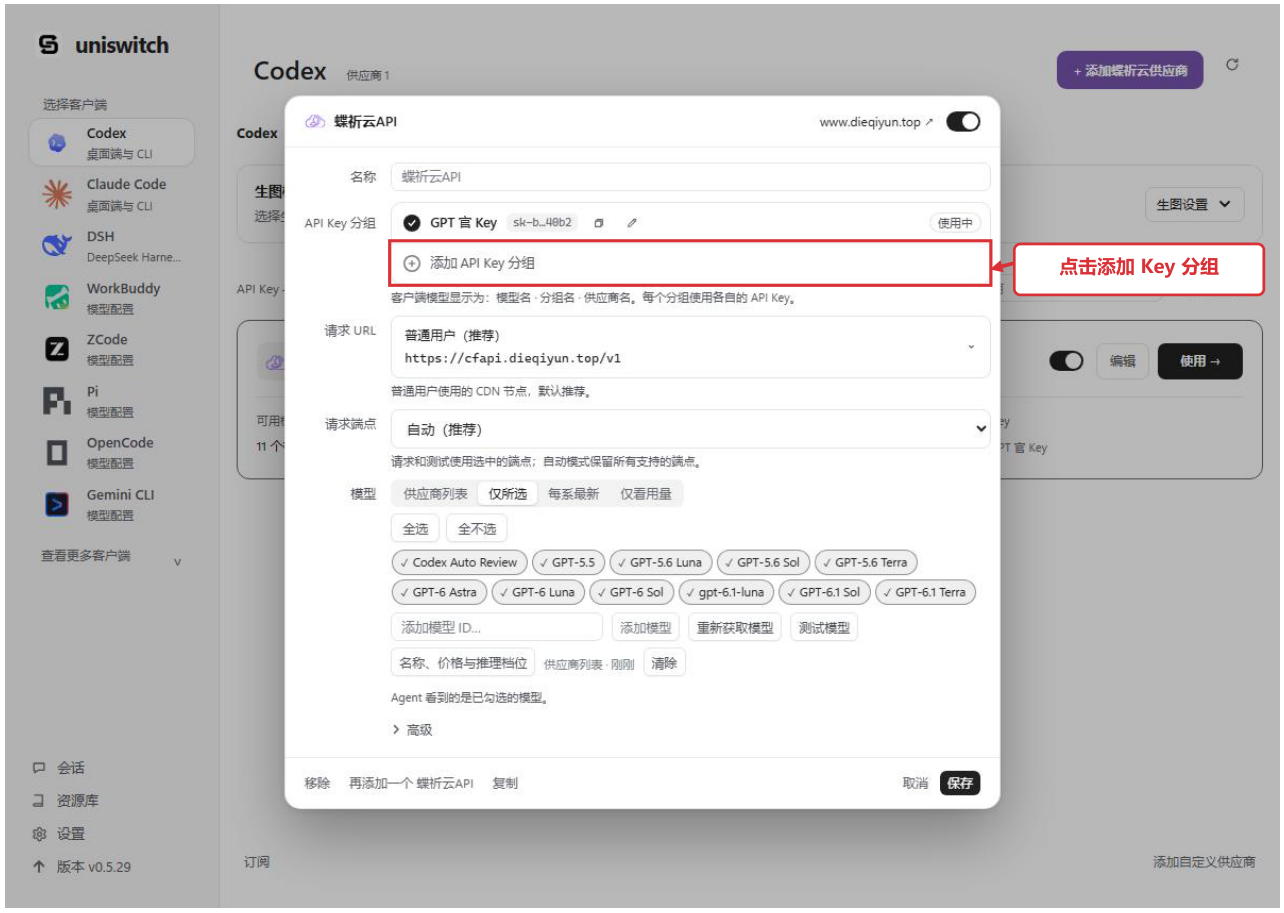 uniswitch
选择客户端
Codex
桌面端与 CLI
Claude Code
桌面端与 CLI
DSH
DeepSeek Harne...
WorkBuddy
模型配置
ZCode
模型配置
Pi
模型配置
OpenCode
模型配置
Gemini CLI
模型配置
查看更多客户端
会话
资源库
设置
版本 v0.5.29
Codex 供应商 1
+ 添加蝶祈云供应商
Codex
生图
选择
生图设置
API Key
编辑
使用 →
可用
11 个
PT 官 Key
订阅
添加自定义供应商
蝶祈云API
www.dieqiyun.top ↗
名称
蝶祈云API
API Key 分组
GPT 官 Key
sk-b…40b2
使用中
添加 API Key 分组
点击添加 Key 分组
客户端模型显示为：模型名 · 分组名 · 供应商名。每个分组使用各自的 API Key。
请求 URL
普通用户（推荐）
https://cfapi.dieqiyun.top/v1
普通用户使用的 CDN 节点，默认推荐。
请求端点
自动（推荐）
请求和测试使用选中的端点；自动模式保留所有支持的端点。
模型
供应商列表 仅所选 每系最新 仅看用量
全选 全不选
✓ Codex Auto Review ✓ GPT-5.5 ✓ GPT-5.6 Luna ✓ GPT-5.6 Sol ✓ GPT-5.6 Terra
✓ GPT-6 Astra ✓ GPT-6 Luna ✓ GPT-6 Sol ✓ gpt-6.1-luna ✓ GPT-6.1 Sol ✓ GPT-6.1 Terra
添加模型 ID... 添加模型 重新获取模型 测试模型
名称、价格与推理档位 供应商列表 · 刚刚 清除
Agent 看到的是已勾选的模型。
高级
移除 再添加一个 蝶祈云API 复制
取消 保存